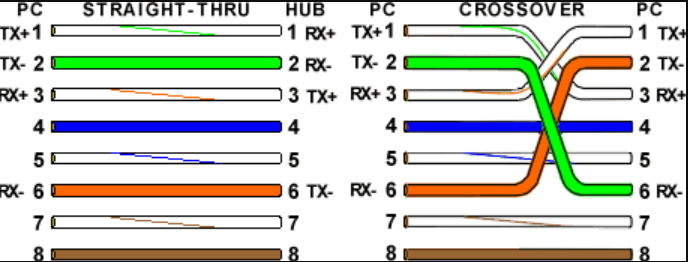 PC STRAIGHT-THRU HUB PC CROSSOVER PC
TX+ 1 1 RX+ TX+ 1 1 TX+
TX- 2 2 RX- TX- 2 2 TX-
RX+ 3 3 TX+ RX+ 3 3 RX+
4 4 4 4
5 5 5 5
RX- 6 6 TX- RX- 6 6 RX-
7 7 7 7
8 8 8 8